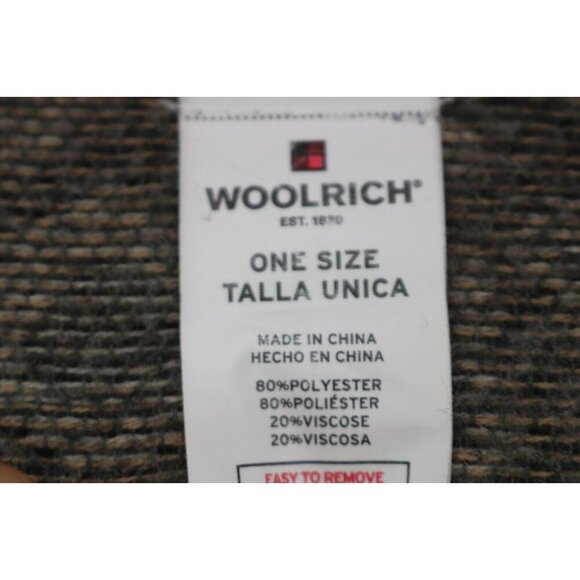 WOOLRICH®
EST. 1830
ONE SIZE
TALLA UNICA
MADE IN CHINA
HECHO EN CHINA
80%POLYESTER
80%POLIÉSTER
20%VISCOSE
20%VISCOSA
EASY TO REMOVE